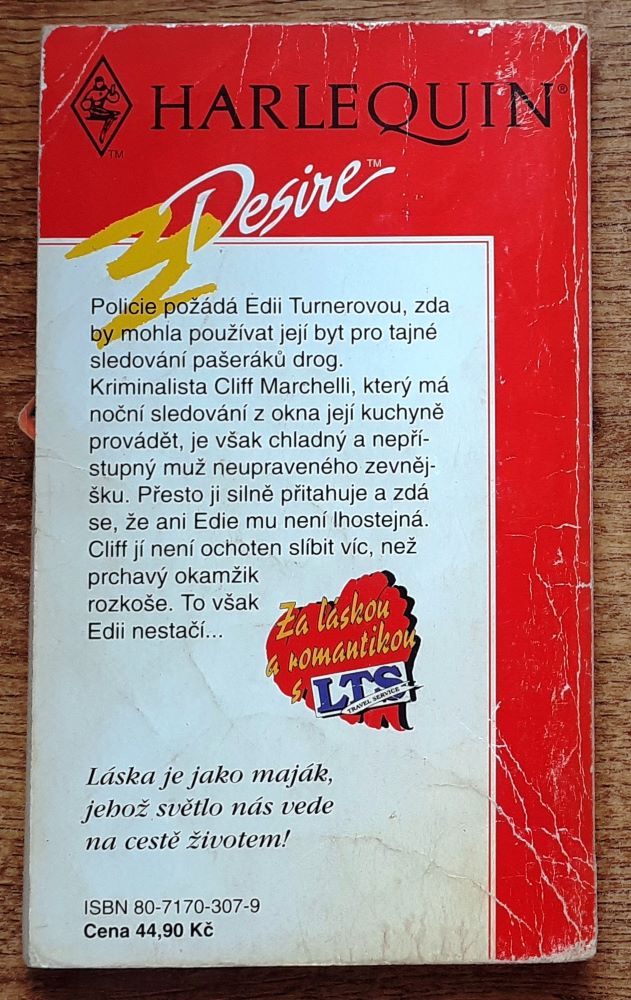 HARLEQUIN®
TM
Desire™
Policie požádá Edii Turnerovou, zda
by mohla používat její byt pro tajné
sledování pašeráků drog.
Kriminalista Cliff Marchelli, který má
noční sledování z okna její kuchyně
provádět, je však chladný a nepří-
stupný muž neupraveného zevněj-
šku. Přesto ji silně přitahuje a zdá
se, že ani Edie mu není lhostejná.
Cliff jí není ochoten slíbit víc, než
prchavý okamžik
rozkoše. To však
Edii nestačí...
Za láskou
a romantikou
s
LTS
TRAVEL SERVICE
Láska je jako maják,
jehož světlo nás vede
na cestě životem!
ISBN 80-7170-307-9
Cena 44,90 Kč